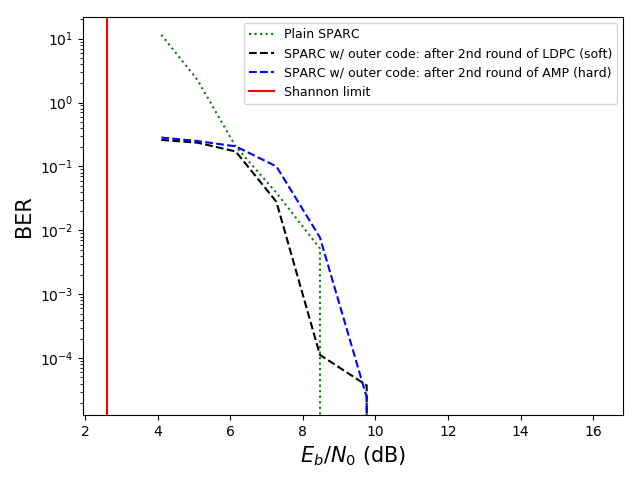 Plain SPARC
SPARC w/ outer code: after 2nd round of LDPC (soft)
SPARC w/ outer code: after 2nd round of AMP (hard)
Shannon limit
BER
10¹
10⁰
10⁻¹
10⁻²
10⁻³
10⁻⁴
2 4 6 8 10 12 14 16
E_b/N_0 (dB)